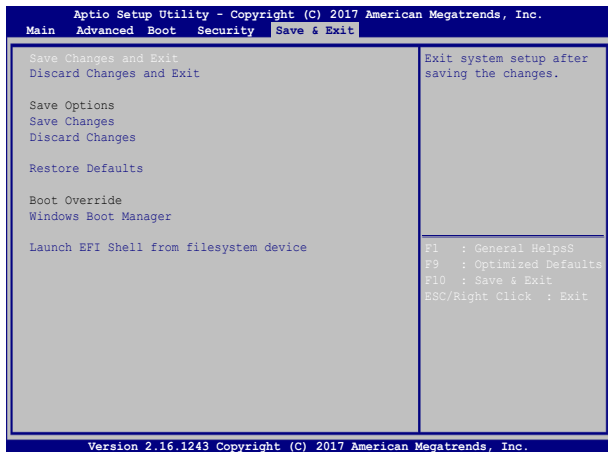 Aptio Setup Utility - Copyright (C) 2017 American Megatrends, Inc.
Main Advanced Boot Security Save & Exit
Save Changes and Exit
Discard Changes and Exit
Save Options
Save Changes
Discard Changes
Restore Defaults
Boot Override
Windows Boot Manager
Launch EFI Shell from filesystem device
Exit system setup after
saving the changes.
F1 : General HelpsS
F9 : Optimized Defaults
F10 : Save & Exit
ESC/Right Click : Exit
Version 2.16.1243 Copyright (C) 2017 American Megatrends, Inc.